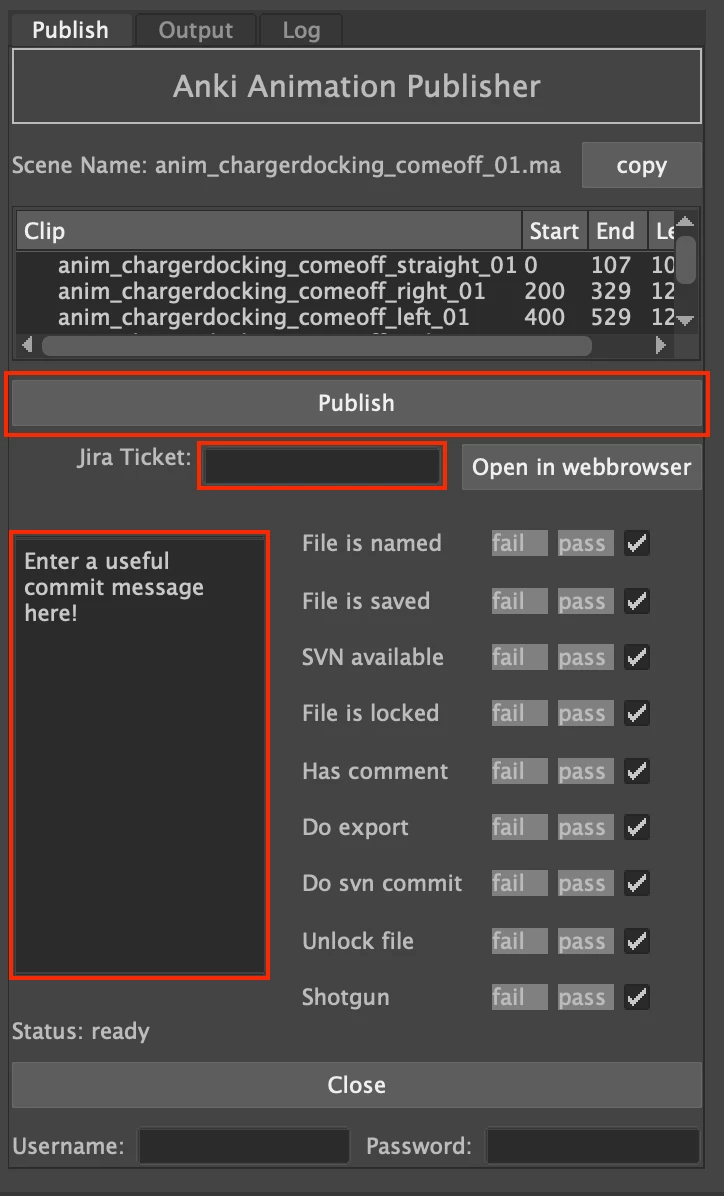 Publish Output Log
Anki Animation Publisher
Scene Name: anim_chargerdocking_comeoff_01.ma copy
Clip Start End Le
anim_chargerdocking_comeoff_straight_01 0 107 10
anim_chargerdocking_comeoff_right_01 200 329 12
anim_chargerdocking_comeoff_left_01 400 529 12
Publish
Jira Ticket: Open in webbrowser
Enter a useful
commit message
here!
File is named fail pass
File is saved fail pass
SVN available fail pass
File is locked fail pass
Has comment fail pass
Do export fail pass
Do svn commit fail pass
Unlock file fail pass
Shotgun fail pass
Status: ready
Close
Username: Password: